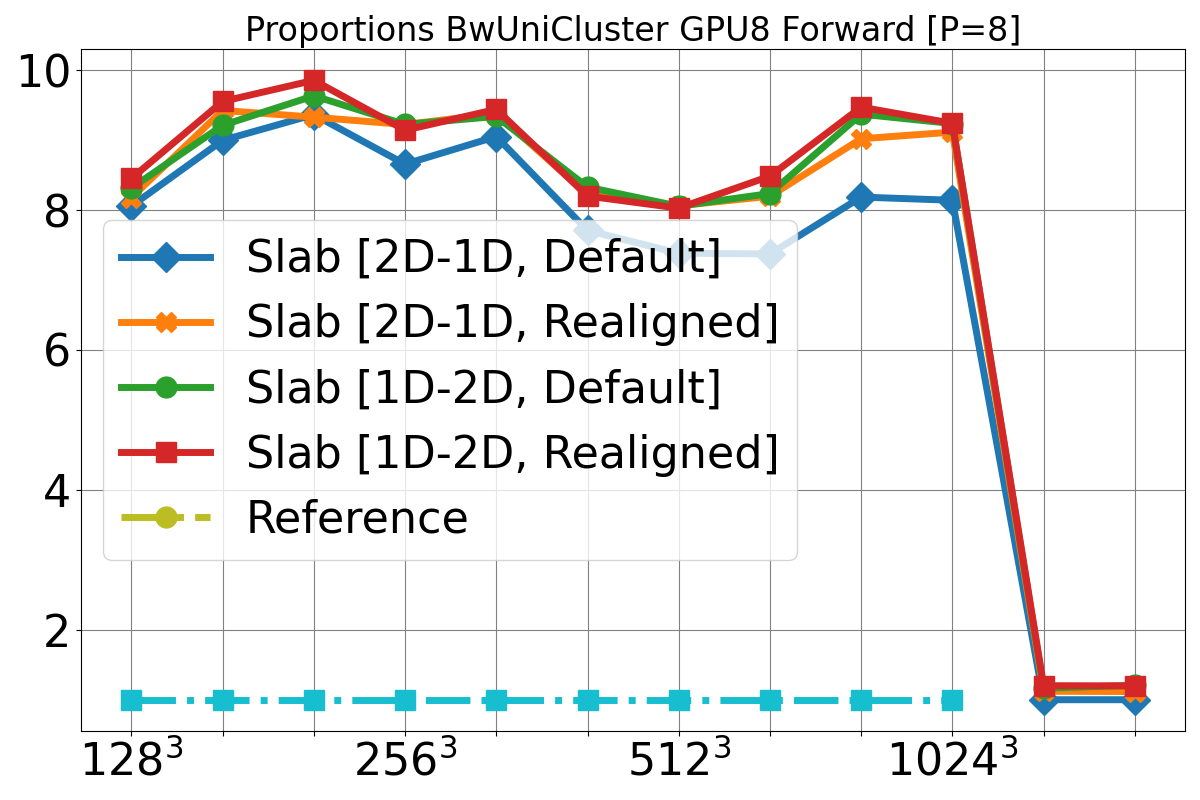 Proportions BwUniCluster GPU8 Forward [P=8]
10
8
6
4
2
Slab [2D-1D, Default]
Slab [2D-1D, Realigned]
Slab [1D-2D, Default]
Slab [1D-2D, Realigned]
Reference
128³ 256³ 512³ 1024³